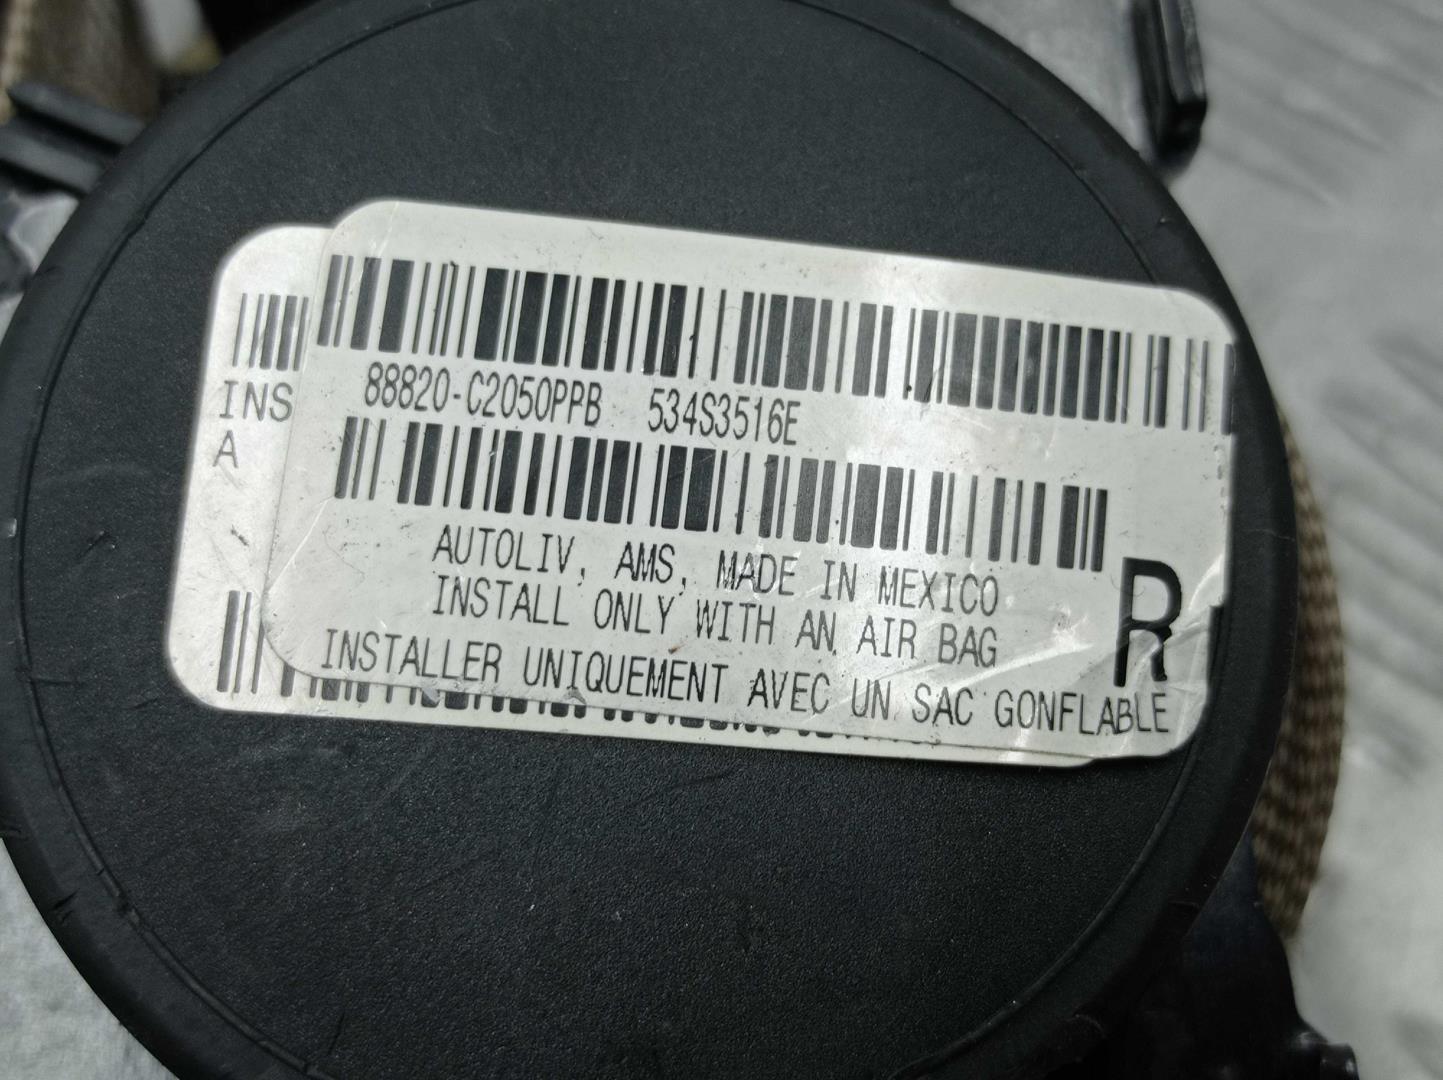 88820-C2050PPB 534S3516E
AUTOLIV, AMS, MADE IN MEXICO
INSTALL ONLY WITH AN AIR BAG
INSTALLER UNIQUEMENT AVEC UN SAC GONFLABLE
R
INS
A